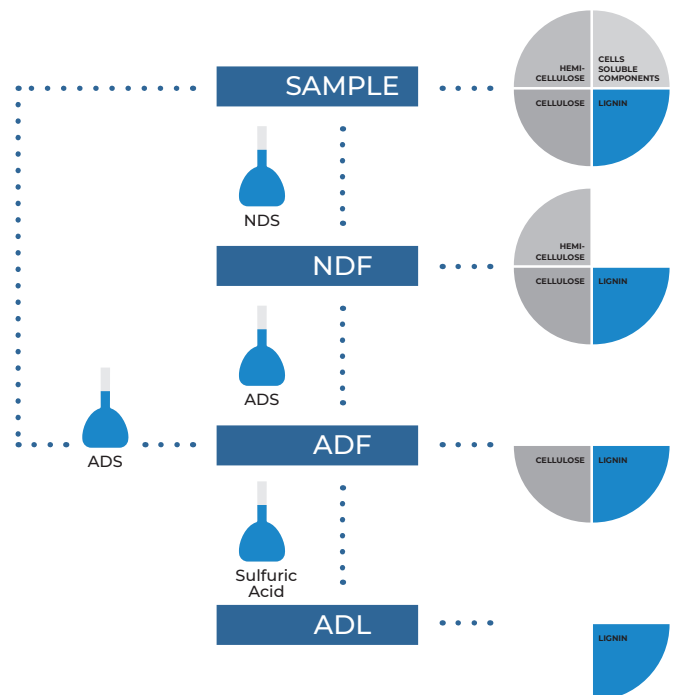 SAMPLE
HEMI-
CELLULOSE
CELLS
SOLUBLE
COMPONENTS
CELLULOSE
LIGNIN
NDS
NDF
HEMI-
CELLULOSE
CELLULOSE
LIGNIN
ADS
ADS
ADF
CELLULOSE
LIGNIN
Sulfuric
Acid
ADL
LIGNIN